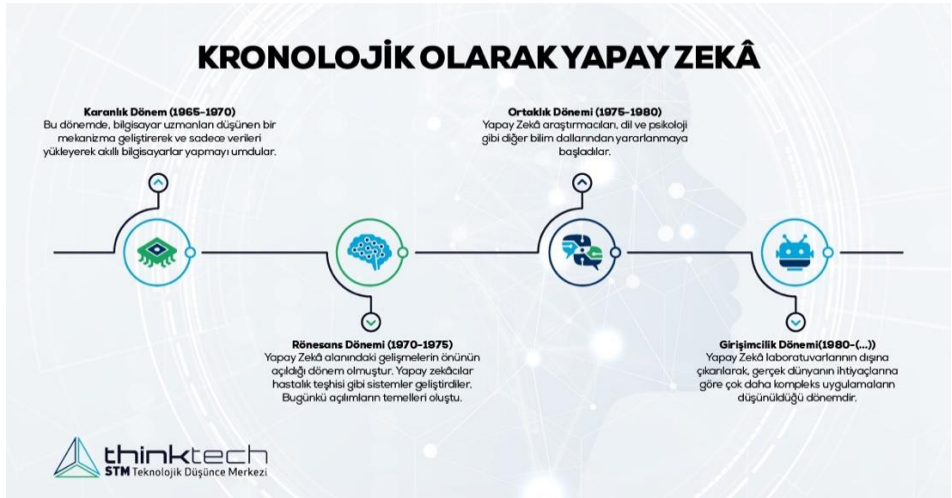 KRONOLOJİK OLARAK YAPAY ZEKÂ
Karanlık Dönem (1965-1970)
Bu dönemde, bilgisayar uzmanları düşünen bir
mekanizma geliştirerek ve sadece verileri
yükleyerek akıllı bilgisayarlar yapmayı umdular.
Ortaklık Dönemi (1975-1980)
Yapay Zekâ araştırmacıları, dil ve psikoloji
gibi diğer bilim dallarından yararlanmaya
başladılar.
Rönesans Dönemi (1970-1975)
Yapay Zekâ alanındaki gelişmelerin önünün
açıldığı dönem olmuştur. Yapay zekâcılar
hastalık teşhisi gibi sistemler geliştirdiler.
Bugünkü açılımların temelleri oluştu.
Girişimcilik Dönemi(1980-(...))
Yapay Zekâ laboratuvarlarının dışına
çıkarılarak, gerçek dünyanın ihtiyaçlarına
göre çok daha kompleks uygulamaların
düşünüldüğü dönemdir.
thinktech
STM Teknolojik Düşünce Merkezi